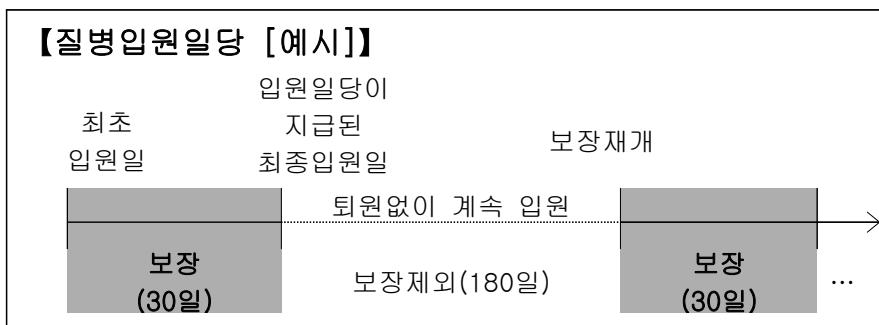 【질병입원일당 [예시]】
최초
입원일
입원일당이
지급된
최종입원일
보장재개
퇴원없이 계속 입원
보장
(30일)
보장제외(180일)
보장
(30일)
…